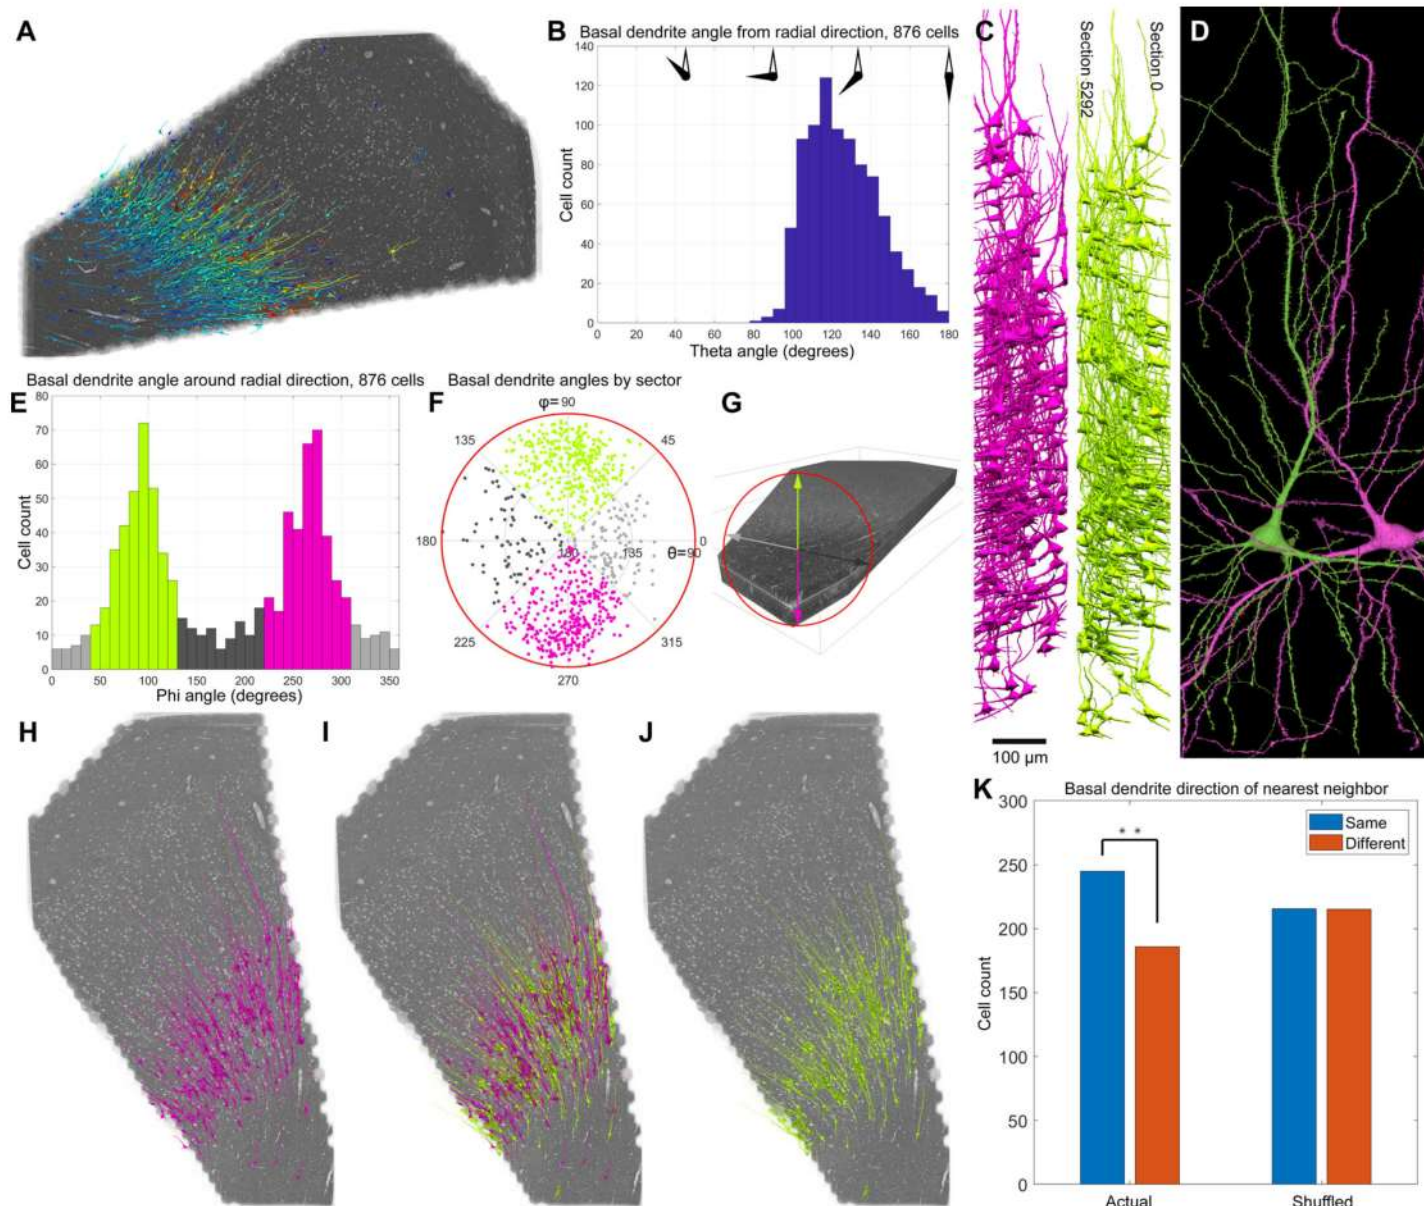 A
B
Basal dendrite angle from radial direction, 876 cells
140
120
100
80
60
40
20
0
Cell count
0 20 40 60 80 100 120 140 160 180
Theta angle (degrees)
C
Section 5292
Section 0
100 µm
D
E
Basal dendrite angle around radial direction, 876 cells
80
70
60
50
40
30
20
10
0
Cell count
0 50 100 150 200 250 300 350
Phi angle (degrees)
F
Basal dendrite angles by sector
φ=90
135 45
180 180 135 θ=90 0
225 315
270
G
H
I
J
K
Basal dendrite direction of nearest neighbor
300
250
200
150
100
50
0
Cell count
* *
Same
Different
Actual Shuffled